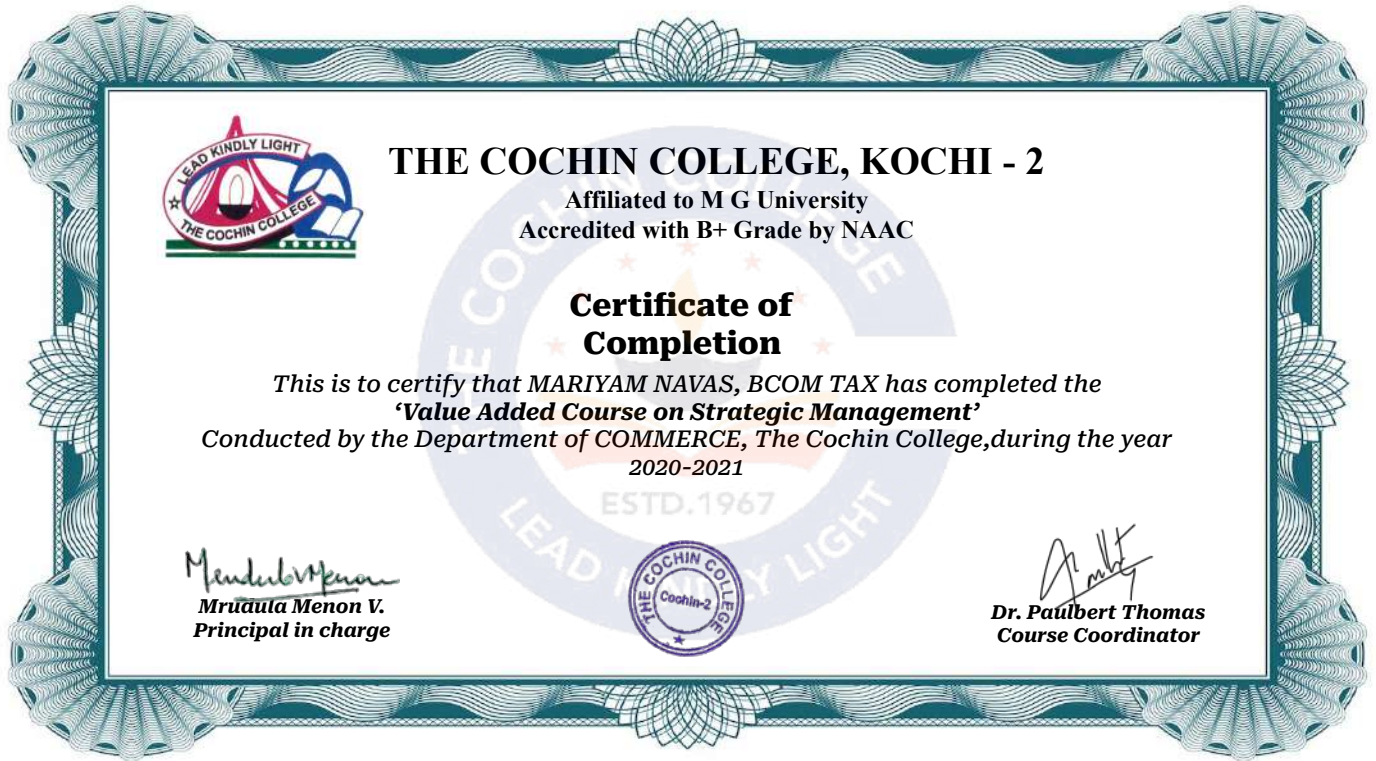 LEAD KINDLY LIGHT
THE COCHIN COLLEGE
THE COCHIN COLLEGE, KOCHI - 2
Affiliated to M G University
Accredited with B+ Grade by NAAC
THE COCHIN COLLEGE
Certificate of
Completion
This is to certify that MARIYAM NAVAS, BCOM TAX has completed the
‘Value Added Course on Strategic Management’
Conducted by the Department of COMMERCE, The Cochin College,during the year
2020-2021
ESTD.1967
LEAD KINDLY LIGHT
Mrudula Menon V.
Principal in charge
THE COCHIN COLLEGE
Cochin-2
Dr. Paulbert Thomas
Course Coordinator